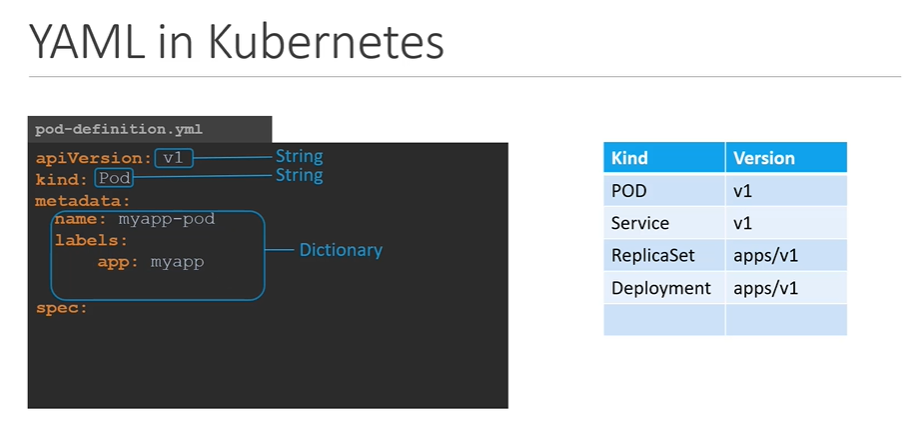 YAML in Kubernetes
pod-definition.yml
apiVersion: v1 String
kind: Pod String
metadata:
name: myapp-pod
labels:
app: myapp
Dictionary
spec:
Kind Version
POD v1
Service v1
ReplicaSet apps/v1
Deployment apps/v1